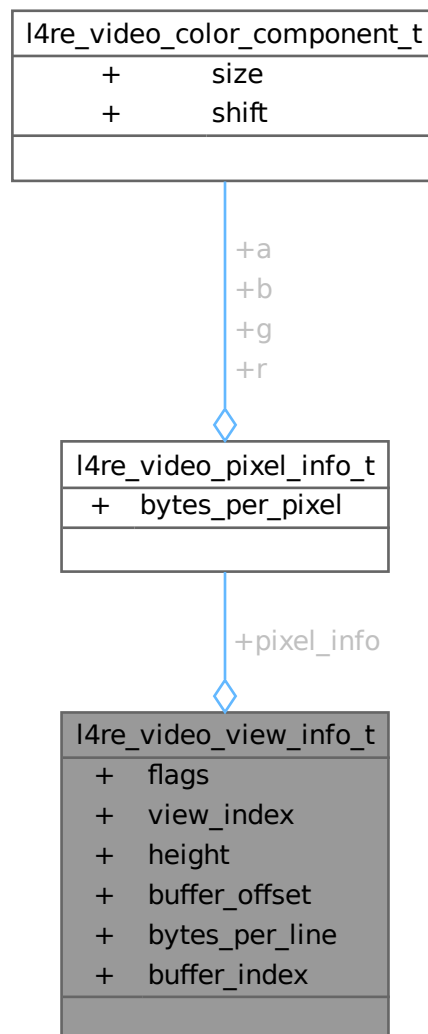 l4re_video_color_component_t
+ size
+ shift
+a
+b
+g
+r
l4re_video_pixel_info_t
+ bytes_per_pixel
+pixel_info
l4re_video_view_info_t
+ flags
+ view_index
+ height
+ buffer_offset
+ bytes_per_line
+ buffer_index